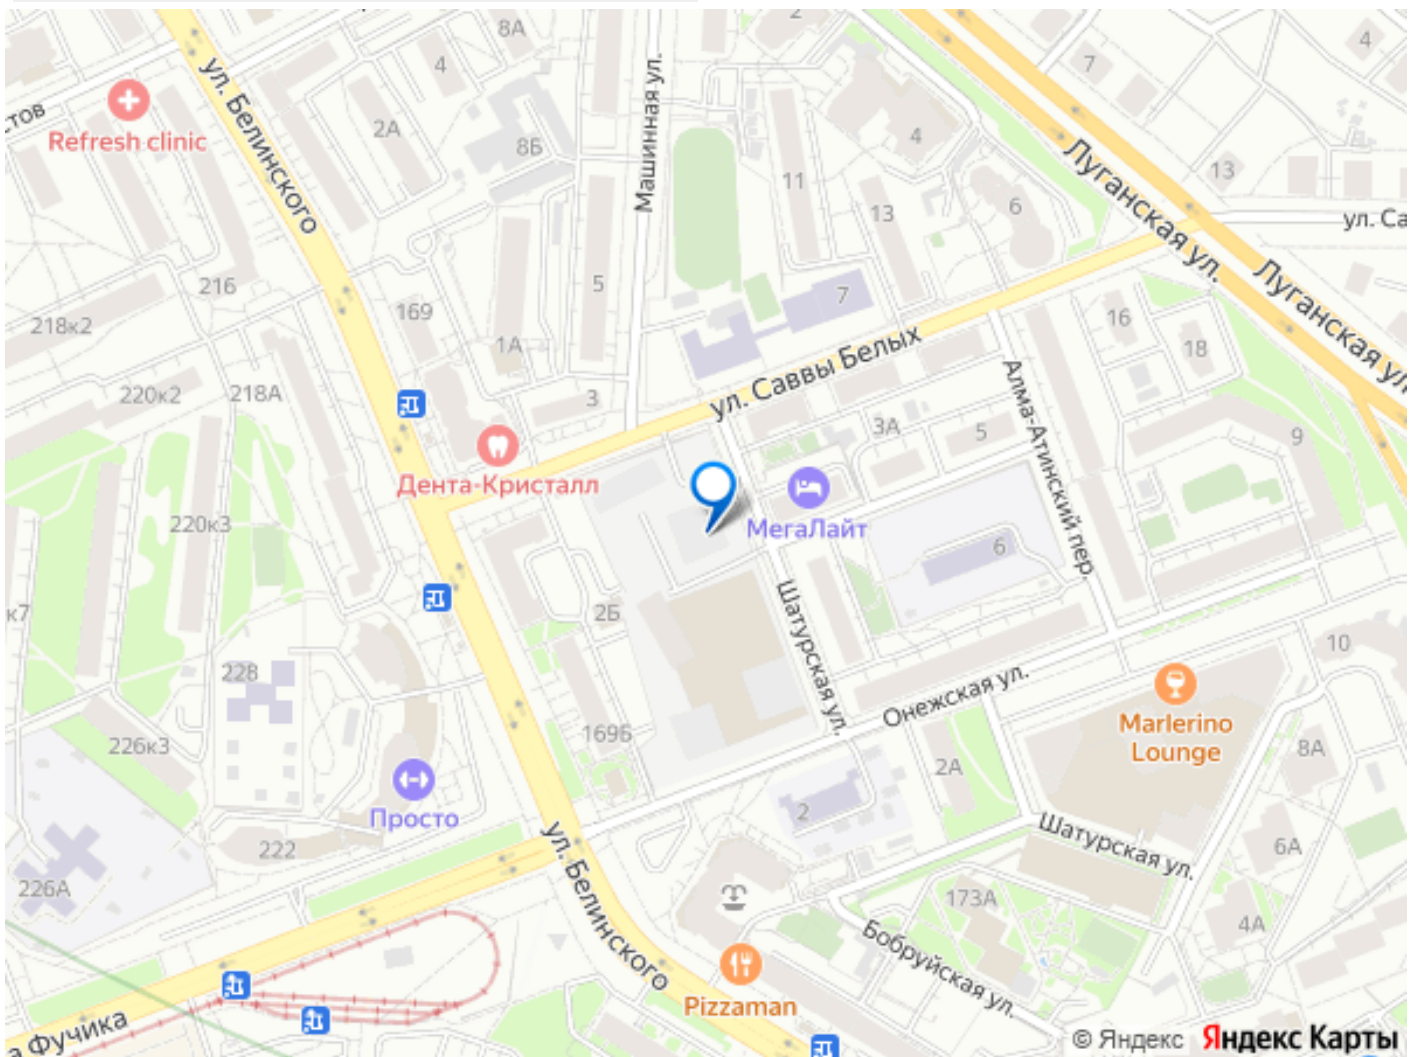 8А
2
4
4
7
ул. Белинского
Машинная ул.
стов
Refresh clinic
2А
8Б
4
Луганская ул.
11
13
13
6
ул. Са
216
218к2
169
5
7
1А
Луганская ул.
16
18
ул. Саввы Белых
Алма-Атинский пер.
220к2
218А
3
3А
5
9
Дента-Кристалл
МегаЛайт
220к3
6
к7
2Б
Шатурская ул.
228
10
Онежская ул.
Marlerino
Lounge
226к3
169Б
2А
8А
Просто
2
Шатурская ул.
222
6А
226А
ул. Белинского
173А
4А
Бобруйская ул.
Pizzaman
а Фучика
© Яндекс Яндекс Карты